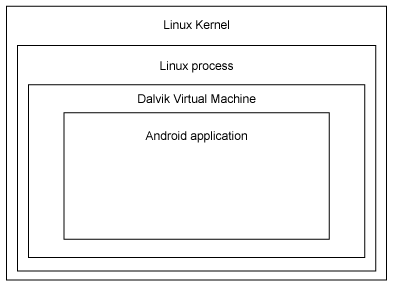 Linux Kernel
Linux process
Dalvik Virtual Machine
Android application